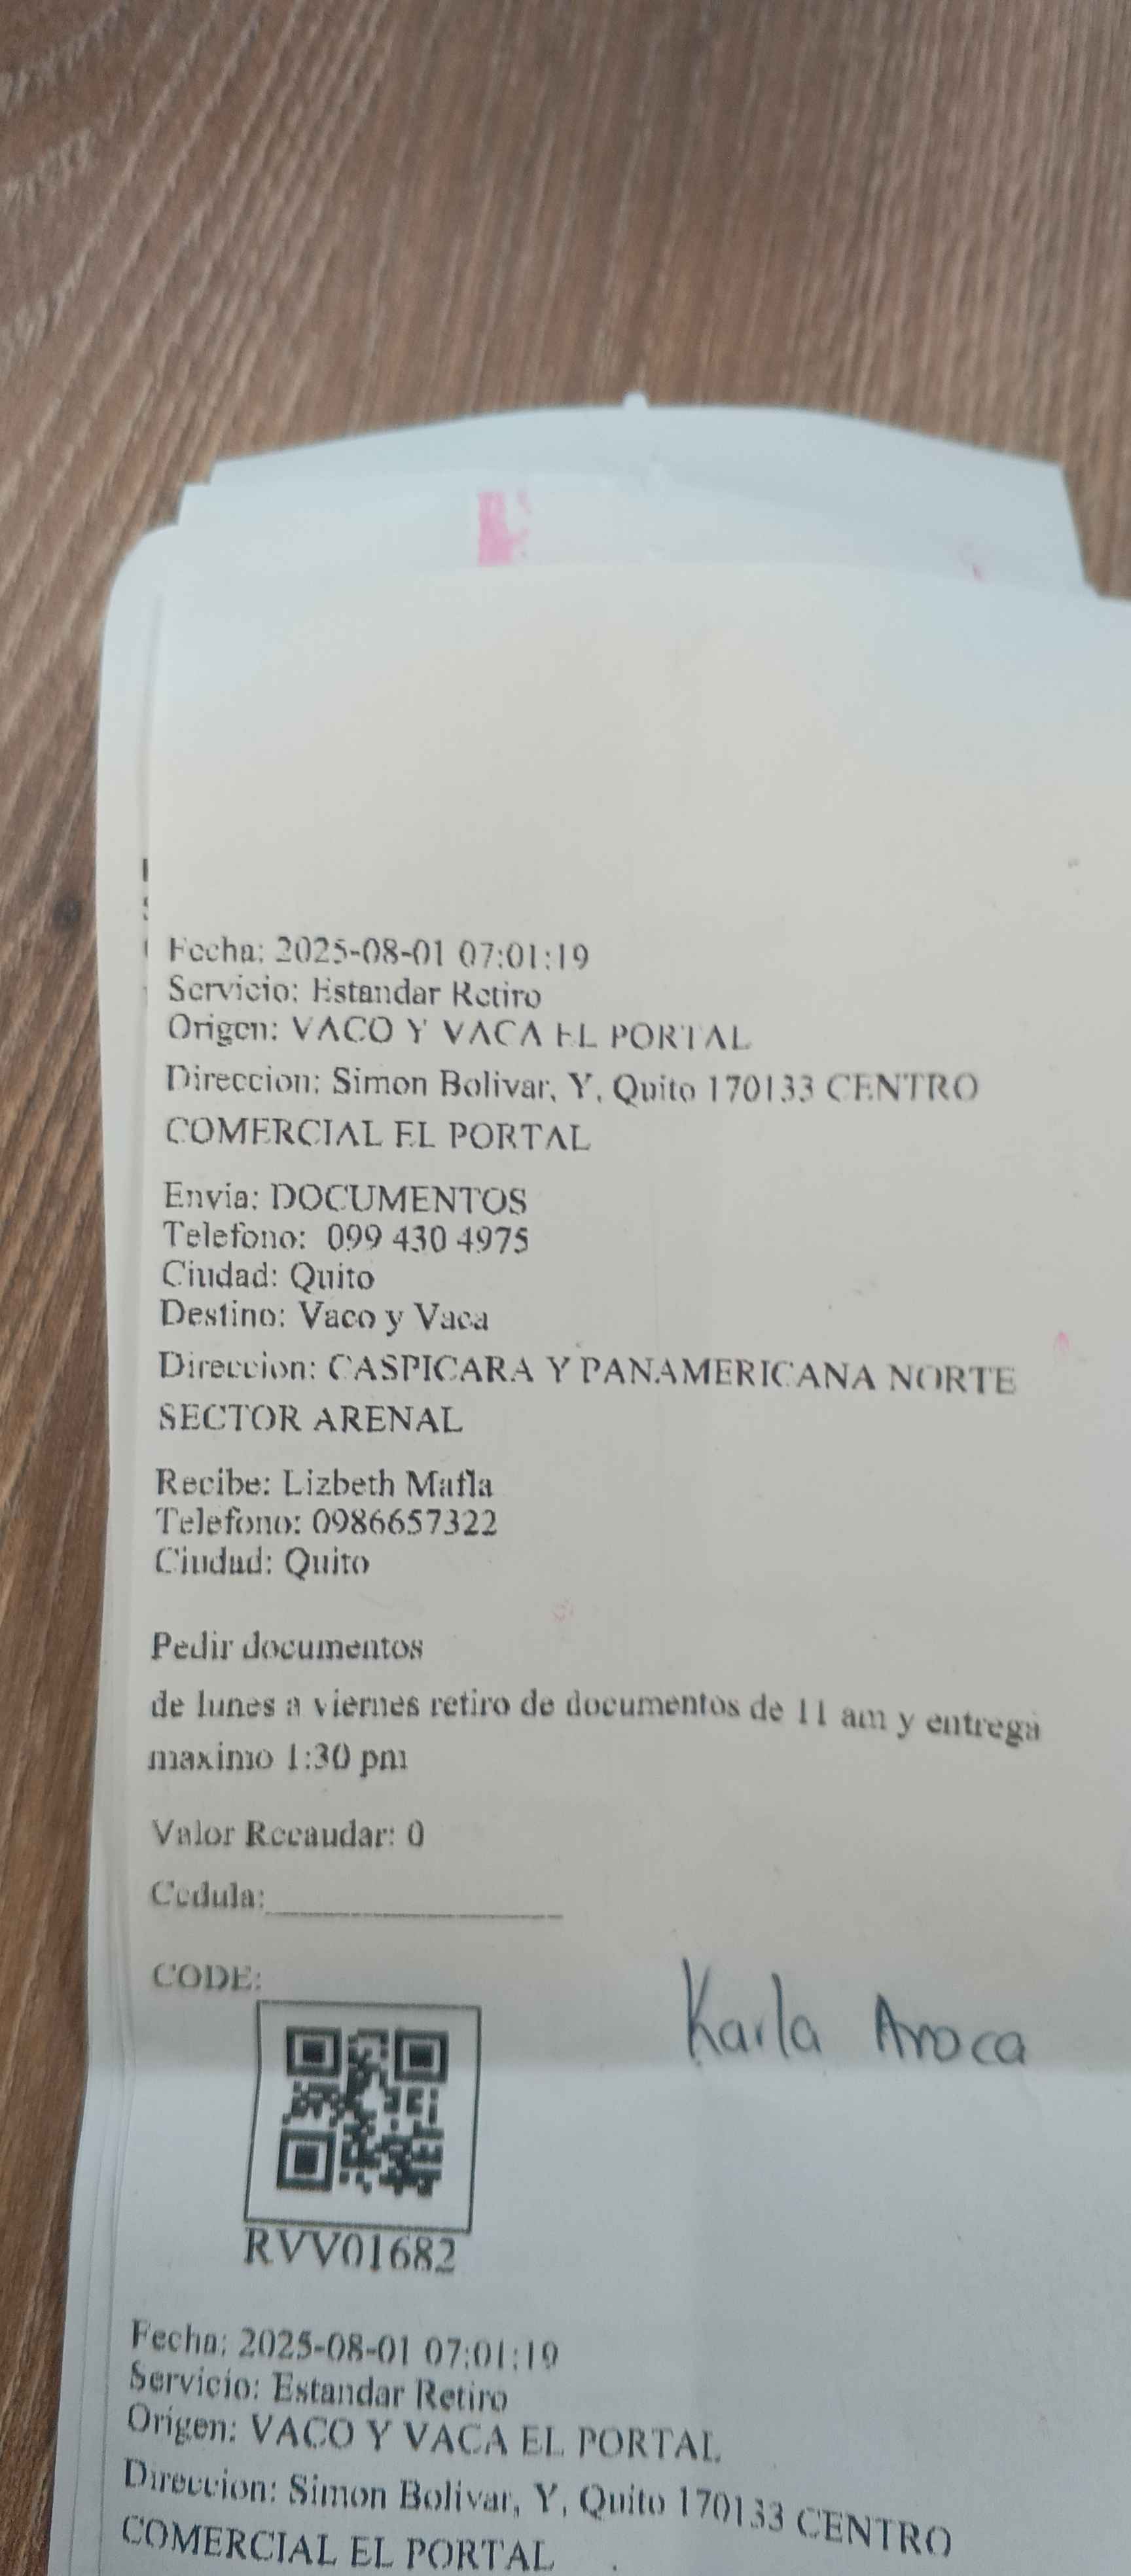 Fecha: 2025-08-01 07:01:19
Servicio: Estandar Retiro
Origen: VACO Y VACA EL PORTAL
Direccion: Simon Bolivar, Y, Quito 170133 CENTRO
COMERCIAL EL PORTAL
Envia: DOCUMENTOS
Telefono: 099 430 4975
Ciudad: Quito
Destino: Vaco y Vaca
Direccion: CASPICARA Y PANAMERICANA NORTE
SECTOR ARENAL
Recibe: Lizbeth Mafla
Telefono: 0986657322
Ciudad: Quito
Pedir documentos
de lunes a viernes retiro de documentos de 11 am y entrega
maximo 1:30 pm
Valor Recaudar: 0
Cedula:
CODE:
Karla Aroca
RVV01682
Fecha: 2025-08-01 07:01:19
Servicio: Estandar Retiro
Origen: VACO Y VACA EL PORTAL
Direccion: Simon Bolivar, Y, Quito 170133 CENTRO
COMERCIAL EL PORTAL